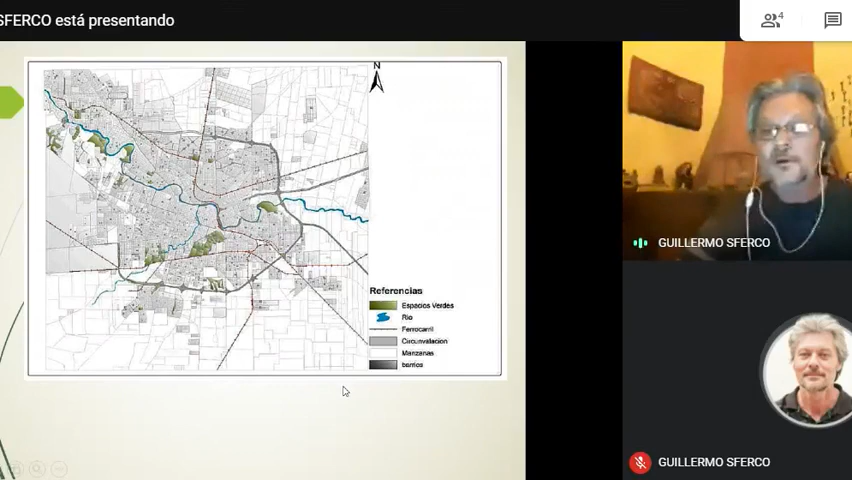 SFERCO está presentando
4
N
Referencias
Espacios Verdes
Rio
Ferrocarril
Circunvalacion
Manzanas
barrios
GUILLERMO SFERCO
GUILLERMO SFERCO